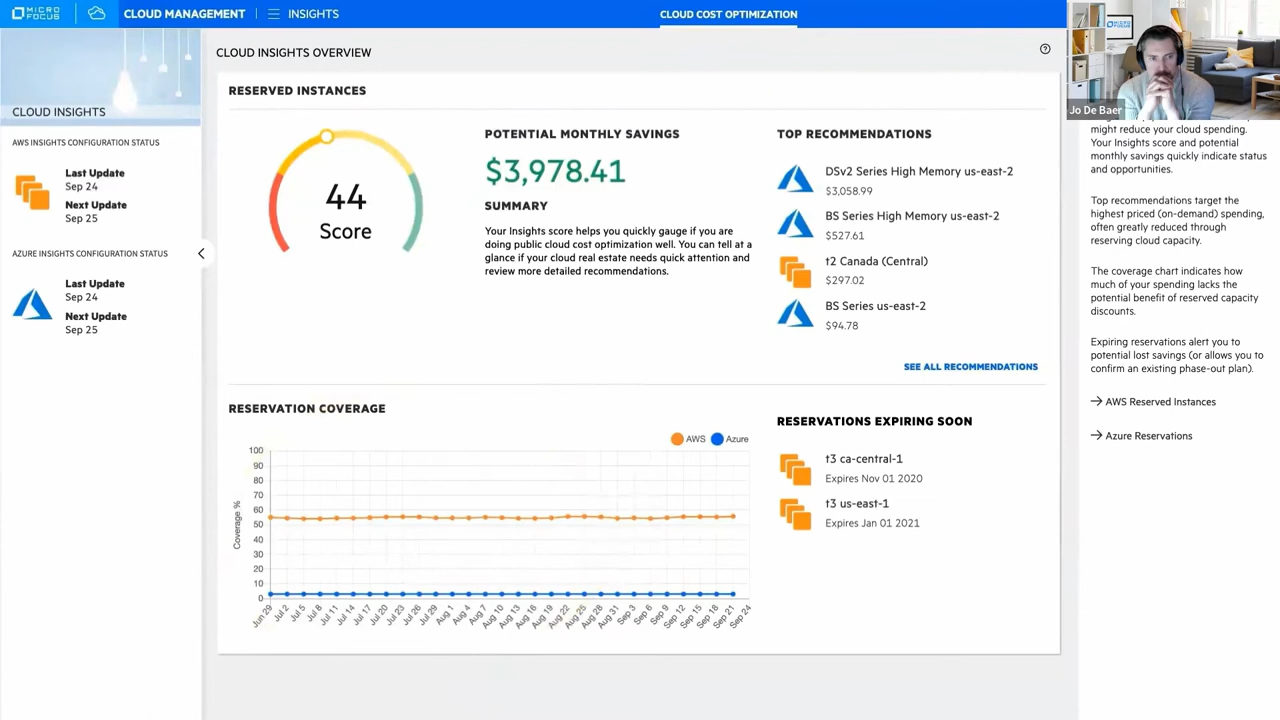 MICRO FOCUS
CLOUD MANAGEMENT
INSIGHTS
CLOUD COST OPTIMIZATION
CLOUD INSIGHTS
AWS INSIGHTS CONFIGURATION STATUS
Last Update
Sep 24
Next Update
Sep 25
AZURE INSIGHTS CONFIGURATION STATUS
Last Update
Sep 24
Next Update
Sep 25
CLOUD INSIGHTS OVERVIEW
RESERVED INSTANCES
44
Score
POTENTIAL MONTHLY SAVINGS
$3,978.41
SUMMARY
Your Insights score helps you quickly gauge if you are
doing public cloud cost optimization well. You can tell at a
glance if your cloud real estate needs quick attention and
review more detailed recommendations.
TOP RECOMMENDATIONS
DSv2 Series High Memory us-east-2
$3,058.99
BS Series High Memory us-east-2
$527.61
t2 Canada (Central)
$297.02
BS Series us-east-2
$94.78
SEE ALL RECOMMENDATIONS
RESERVATION COVERAGE
AWS
Azure
Coverage %
100
90
80
70
60
50
40
30
20
10
0
Jun 29
Jul 2
Jul 5
Jul 8
Jul 11
Jul 14
Jul 17
Jul 20
Jul 23
Jul 26
Jul 29
Aug 1
Aug 4
Aug 7
Aug 10
Aug 13
Aug 16
Aug 19
Aug 22
Aug 25
Aug 28
Aug 31
Sep 3
Sep 6
Sep 9
Sep 12
Sep 15
Sep 18
Sep 21
Sep 24
RESERVATIONS EXPIRING SOON
t3 ca-central-1
Expires Nov 01 2020
t3 us-east-1
Expires Jan 01 2021
Jo De Baer
might reduce your cloud spending.
Your Insights score and potential
monthly savings quickly indicate status
and opportunities.
Top recommendations target the
highest priced (on-demand) spending,
often greatly reduced through
reserving cloud capacity.
The coverage chart indicates how
much of your spending lacks the
potential benefit of reserved capacity
discounts.
Expiring reservations alert you to
potential lost savings (or allows you to
confirm an existing phase-out plan).
AWS Reserved Instances
Azure Reservations